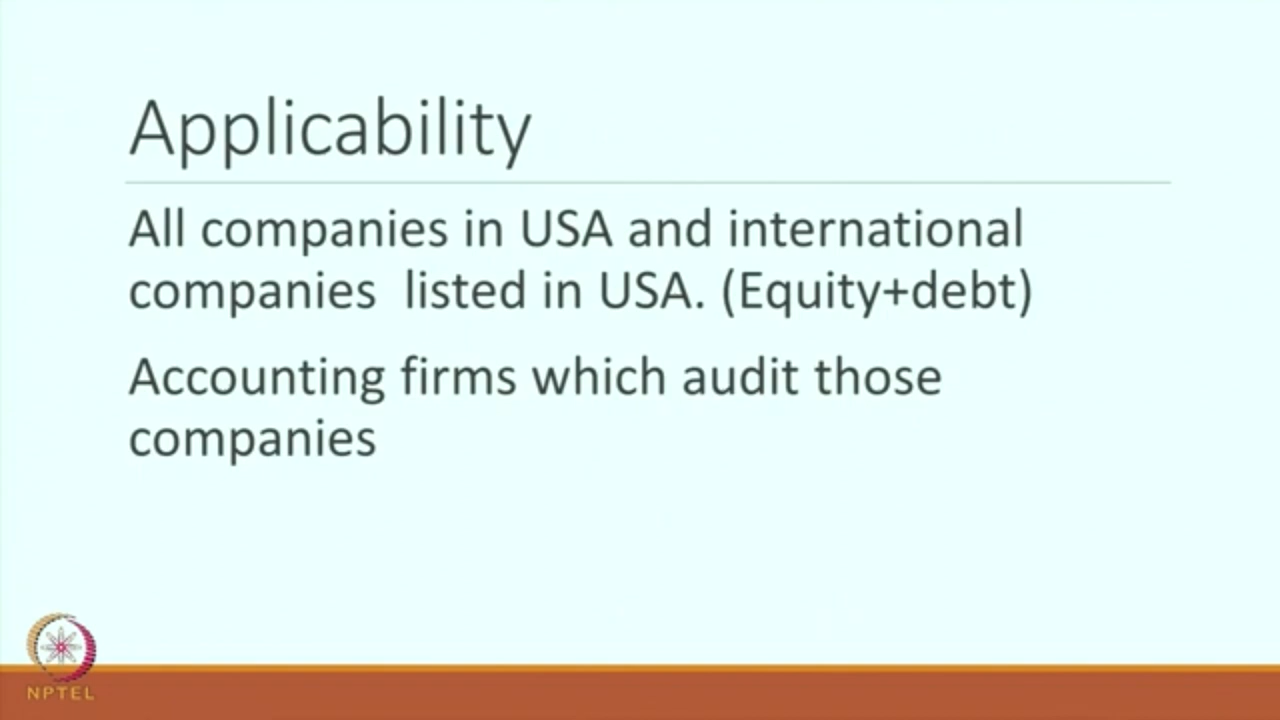 Applicability
All companies in USA and international
companies listed in USA. (Equity+debt)
Accounting firms which audit those
companies
NPTEL